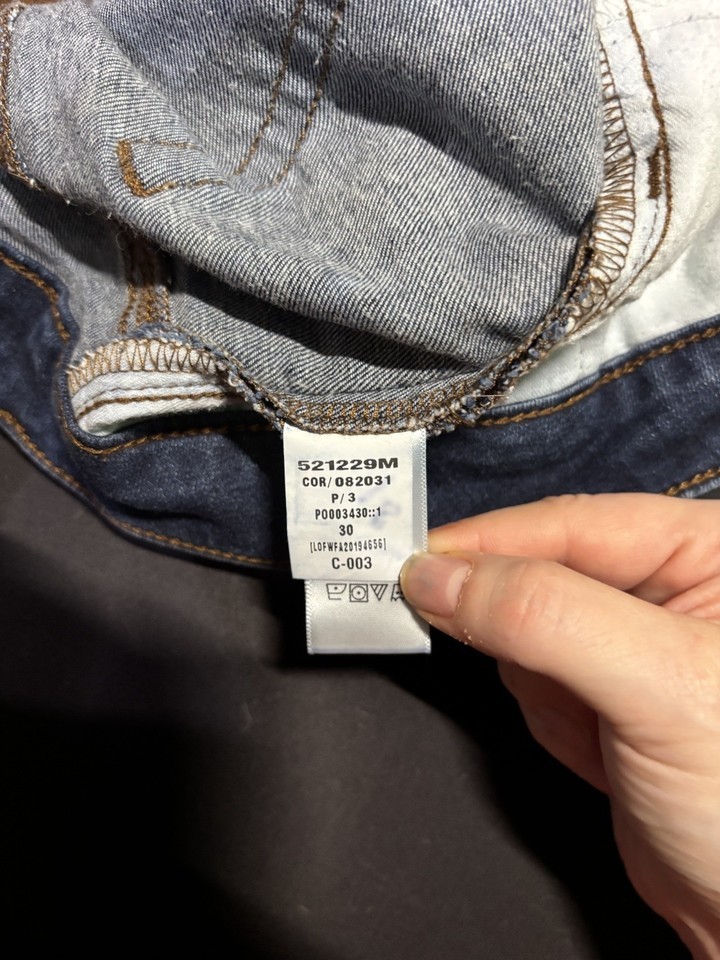 521229M
COR/082031
P/3
P0003430::1
30
[LOFWFA20194656]
C-003